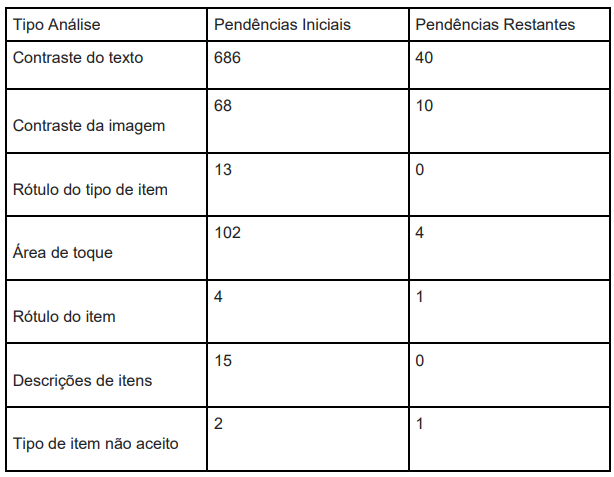 Tipo Análise Pendências Iniciais Pendências Restantes
Contraste do texto 686 40
Contraste da imagem 68 10
Rótulo do tipo de item 13 0
Área de toque 102 4
Rótulo do item 4 1
Descrições de itens 15 0
Tipo de item não aceito 2 1